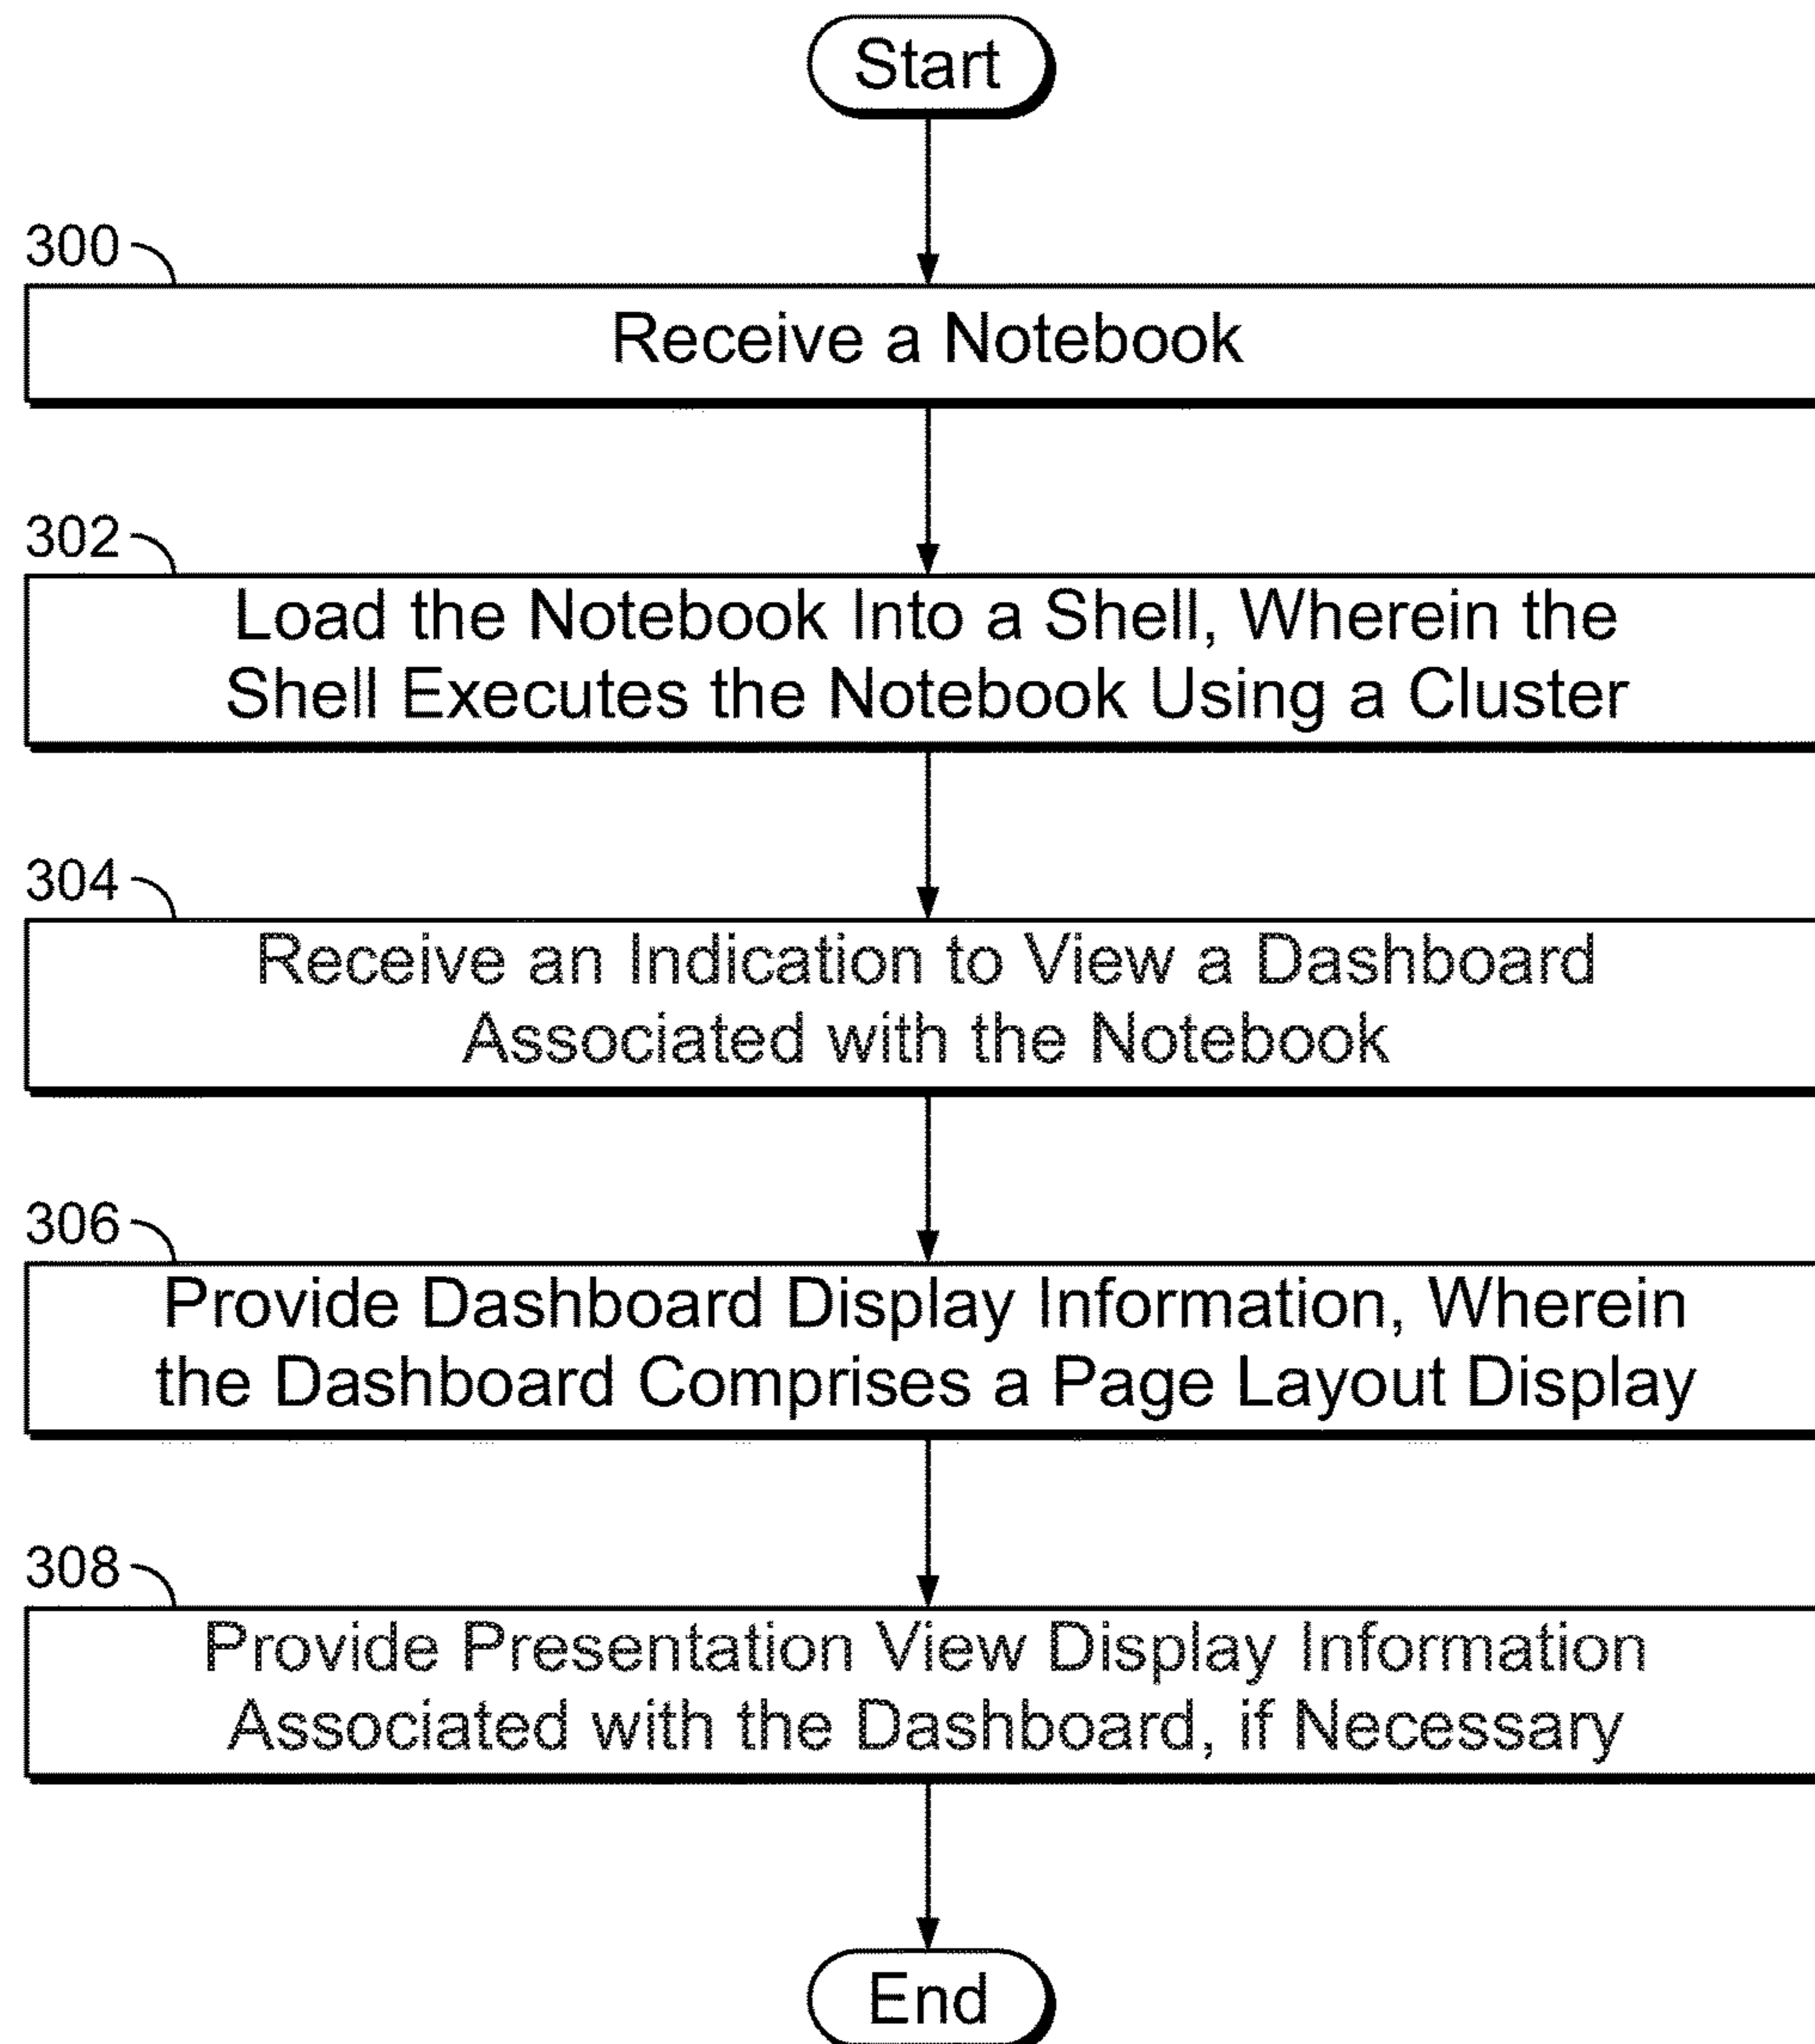 Start
300
Receive a Notebook
302
Load the Notebook Into a Shell, Wherein the
Shell Executes the Notebook Using a Cluster
304
Receive an Indication to View a Dashboard
Associated with the Notebook
306
Provide Dashboard Display Information, Wherein
the Dashboard Comprises a Page Layout Display
308
Provide Presentation View Display Information
Associated with the Dashboard, if Necessary
End